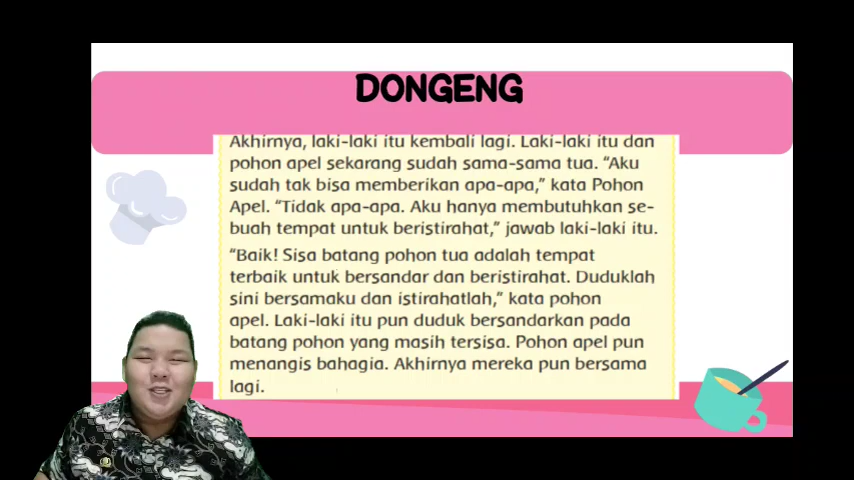 DONGENG
Akhirnya, laki-laki itu kembali lagi. Laki-laki itu dan
pohon apel sekarang sudah sama-sama tua. “Aku
sudah tak bisa memberikan apa-apa,” kata Pohon
Apel. “Tidak apa-apa. Aku hanya membutuhkan se-
buah tempat untuk beristirahat,” jawab laki-laki itu.
“Baik! Sisa batang pohon tua adalah tempat
terbaik untuk bersandar dan beristirahat. Duduklah
sini bersamaku dan istirahatlah,” kata pohon
apel. Laki-laki itu pun duduk bersandarkan pada
batang pohon yang masih tersisa. Pohon apel pun
menangis bahagia. Akhirnya mereka pun bersama
lagi.